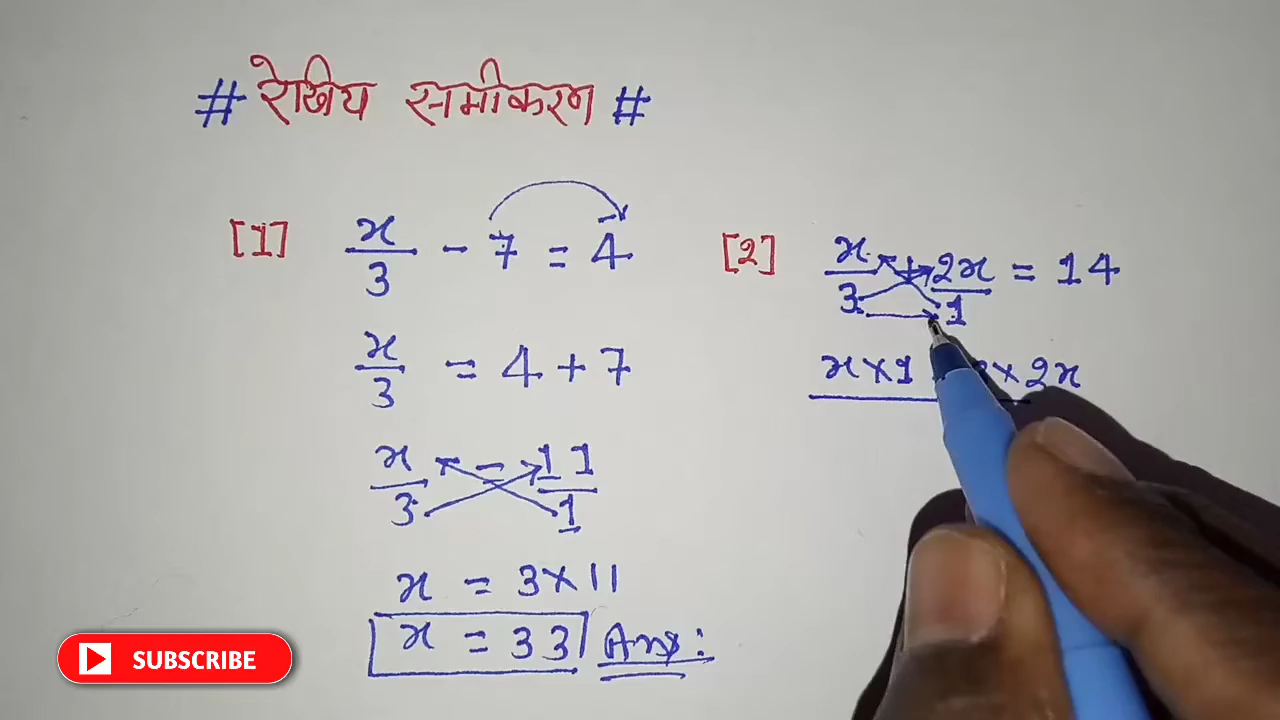 # रेखिय समीकरण #
[1] x/3 - 7 = 4
x/3 = 4 + 7
x/3 = 11/1
x = 3×11
x = 33 Ans:
[2] x/3 + 2x/1 = 14
x×1 ×2x
SUBSCRIBE